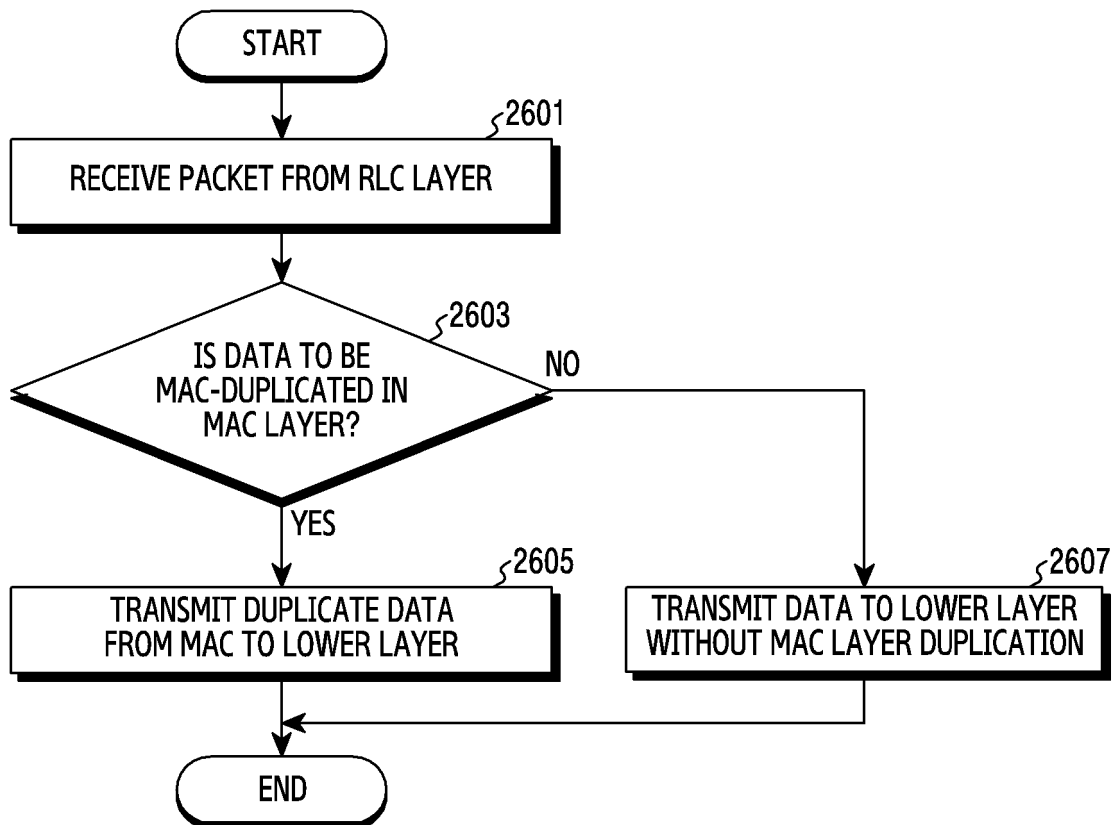 START
2601
RECEIVE PACKET FROM RLC LAYER
2603
IS DATA TO BE
MAC-DUPLICATED IN
MAC LAYER?
NO
YES
2605
TRANSMIT DUPLICATE DATA
FROM MAC TO LOWER LAYER
2607
TRANSMIT DATA TO LOWER LAYER
WITHOUT MAC LAYER DUPLICATION
END